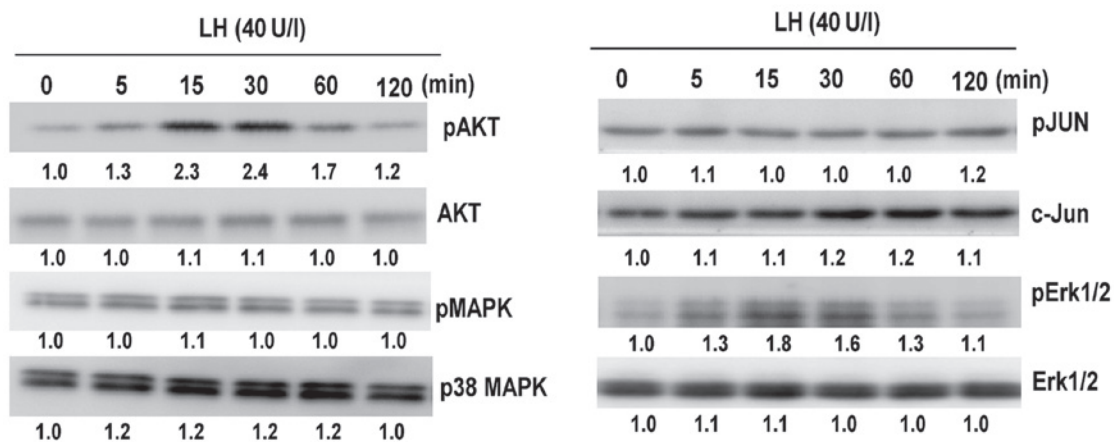 LH (40 U/l)
0 5 15 30 60 120 (min)
pAKT
1.0 1.3 2.3 2.4 1.7 1.2
AKT
1.0 1.0 1.1 1.1 1.0 1.0
pMAPK
1.0 1.0 1.1 1.0 1.0 1.0
p38 MAPK
1.0 1.2 1.2 1.2 1.2 1.0
LH (40 U/l)
0 5 15 30 60 120 (min)
pJUN
1.0 1.1 1.0 1.0 1.0 1.2
c-Jun
1.0 1.1 1.1 1.2 1.2 1.1
pErk1/2
1.0 1.3 1.8 1.6 1.3 1.1
Erk1/2
1.0 1.1 1.1 1.0 1.0 1.0